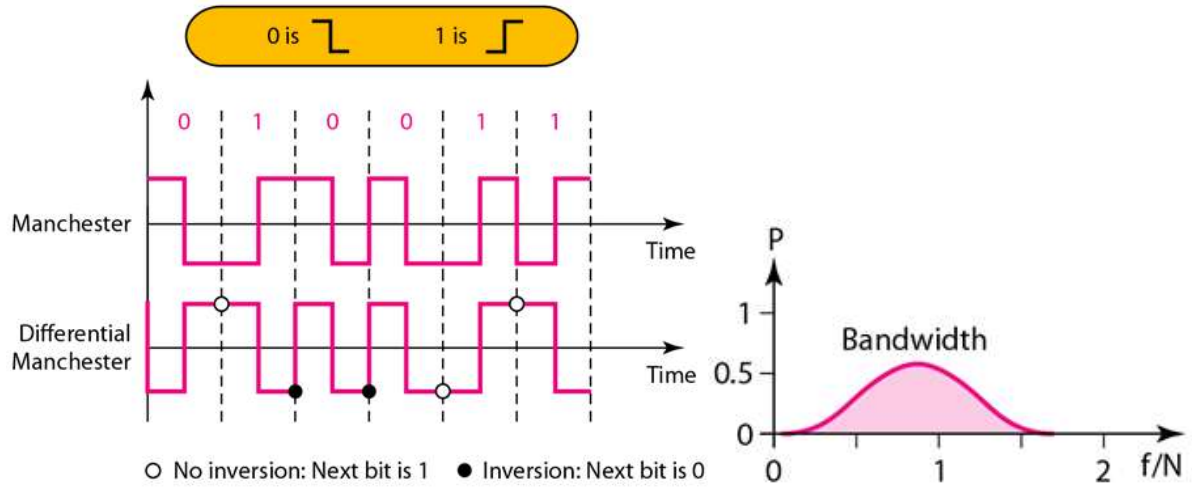 0 is 1 is
0 1 0 0 1 1
Manchester
Time
Differential
Manchester
Time
No inversion: Next bit is 1 Inversion: Next bit is 0
P
1
Bandwidth
0.5
0
0 1 2 f/N